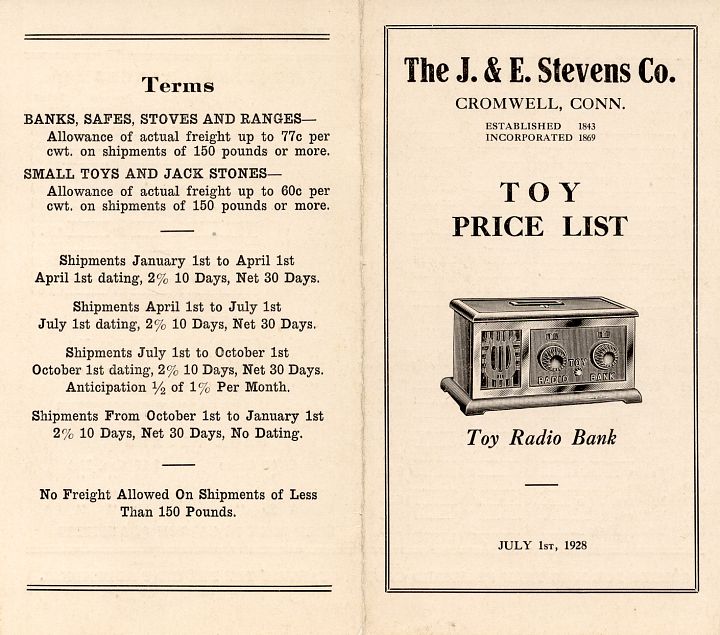 Terms
BANKS, SAFES, STOVES AND RANGES—
Allowance of actual freight up to 77c per
cwt. on shipments of 150 pounds or more.
SMALL TOYS AND JACK STONES—
Allowance of actual freight up to 60c per
cwt. on shipments of 150 pounds or more.
Shipments January 1st to April 1st
April 1st dating, 2% 10 Days, Net 30 Days.
Shipments April 1st to July 1st
July 1st dating, 2% 10 Days, Net 30 Days.
Shipments July 1st to October 1st
October 1st dating, 2% 10 Days, Net 30 Days.
Anticipation ½ of 1% Per Month.
Shipments From October 1st to January 1st
2% 10 Days, Net 30 Days, No Dating.
No Freight Allowed On Shipments of Less
Than 150 Pounds.
The J. & E. Stevens Co.
CROMWELL, CONN.
ESTABLISHED 1843
INCORPORATED 1869
TOY
PRICE LIST
TOY
RADIO BANK
Toy Radio Bank
JULY 1ST, 1928